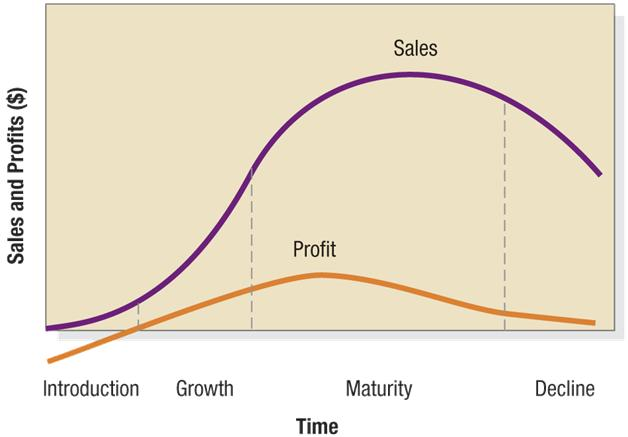 Sales and Profits ($)
Sales
Profit
Introduction
Growth
Maturity
Decline
Time